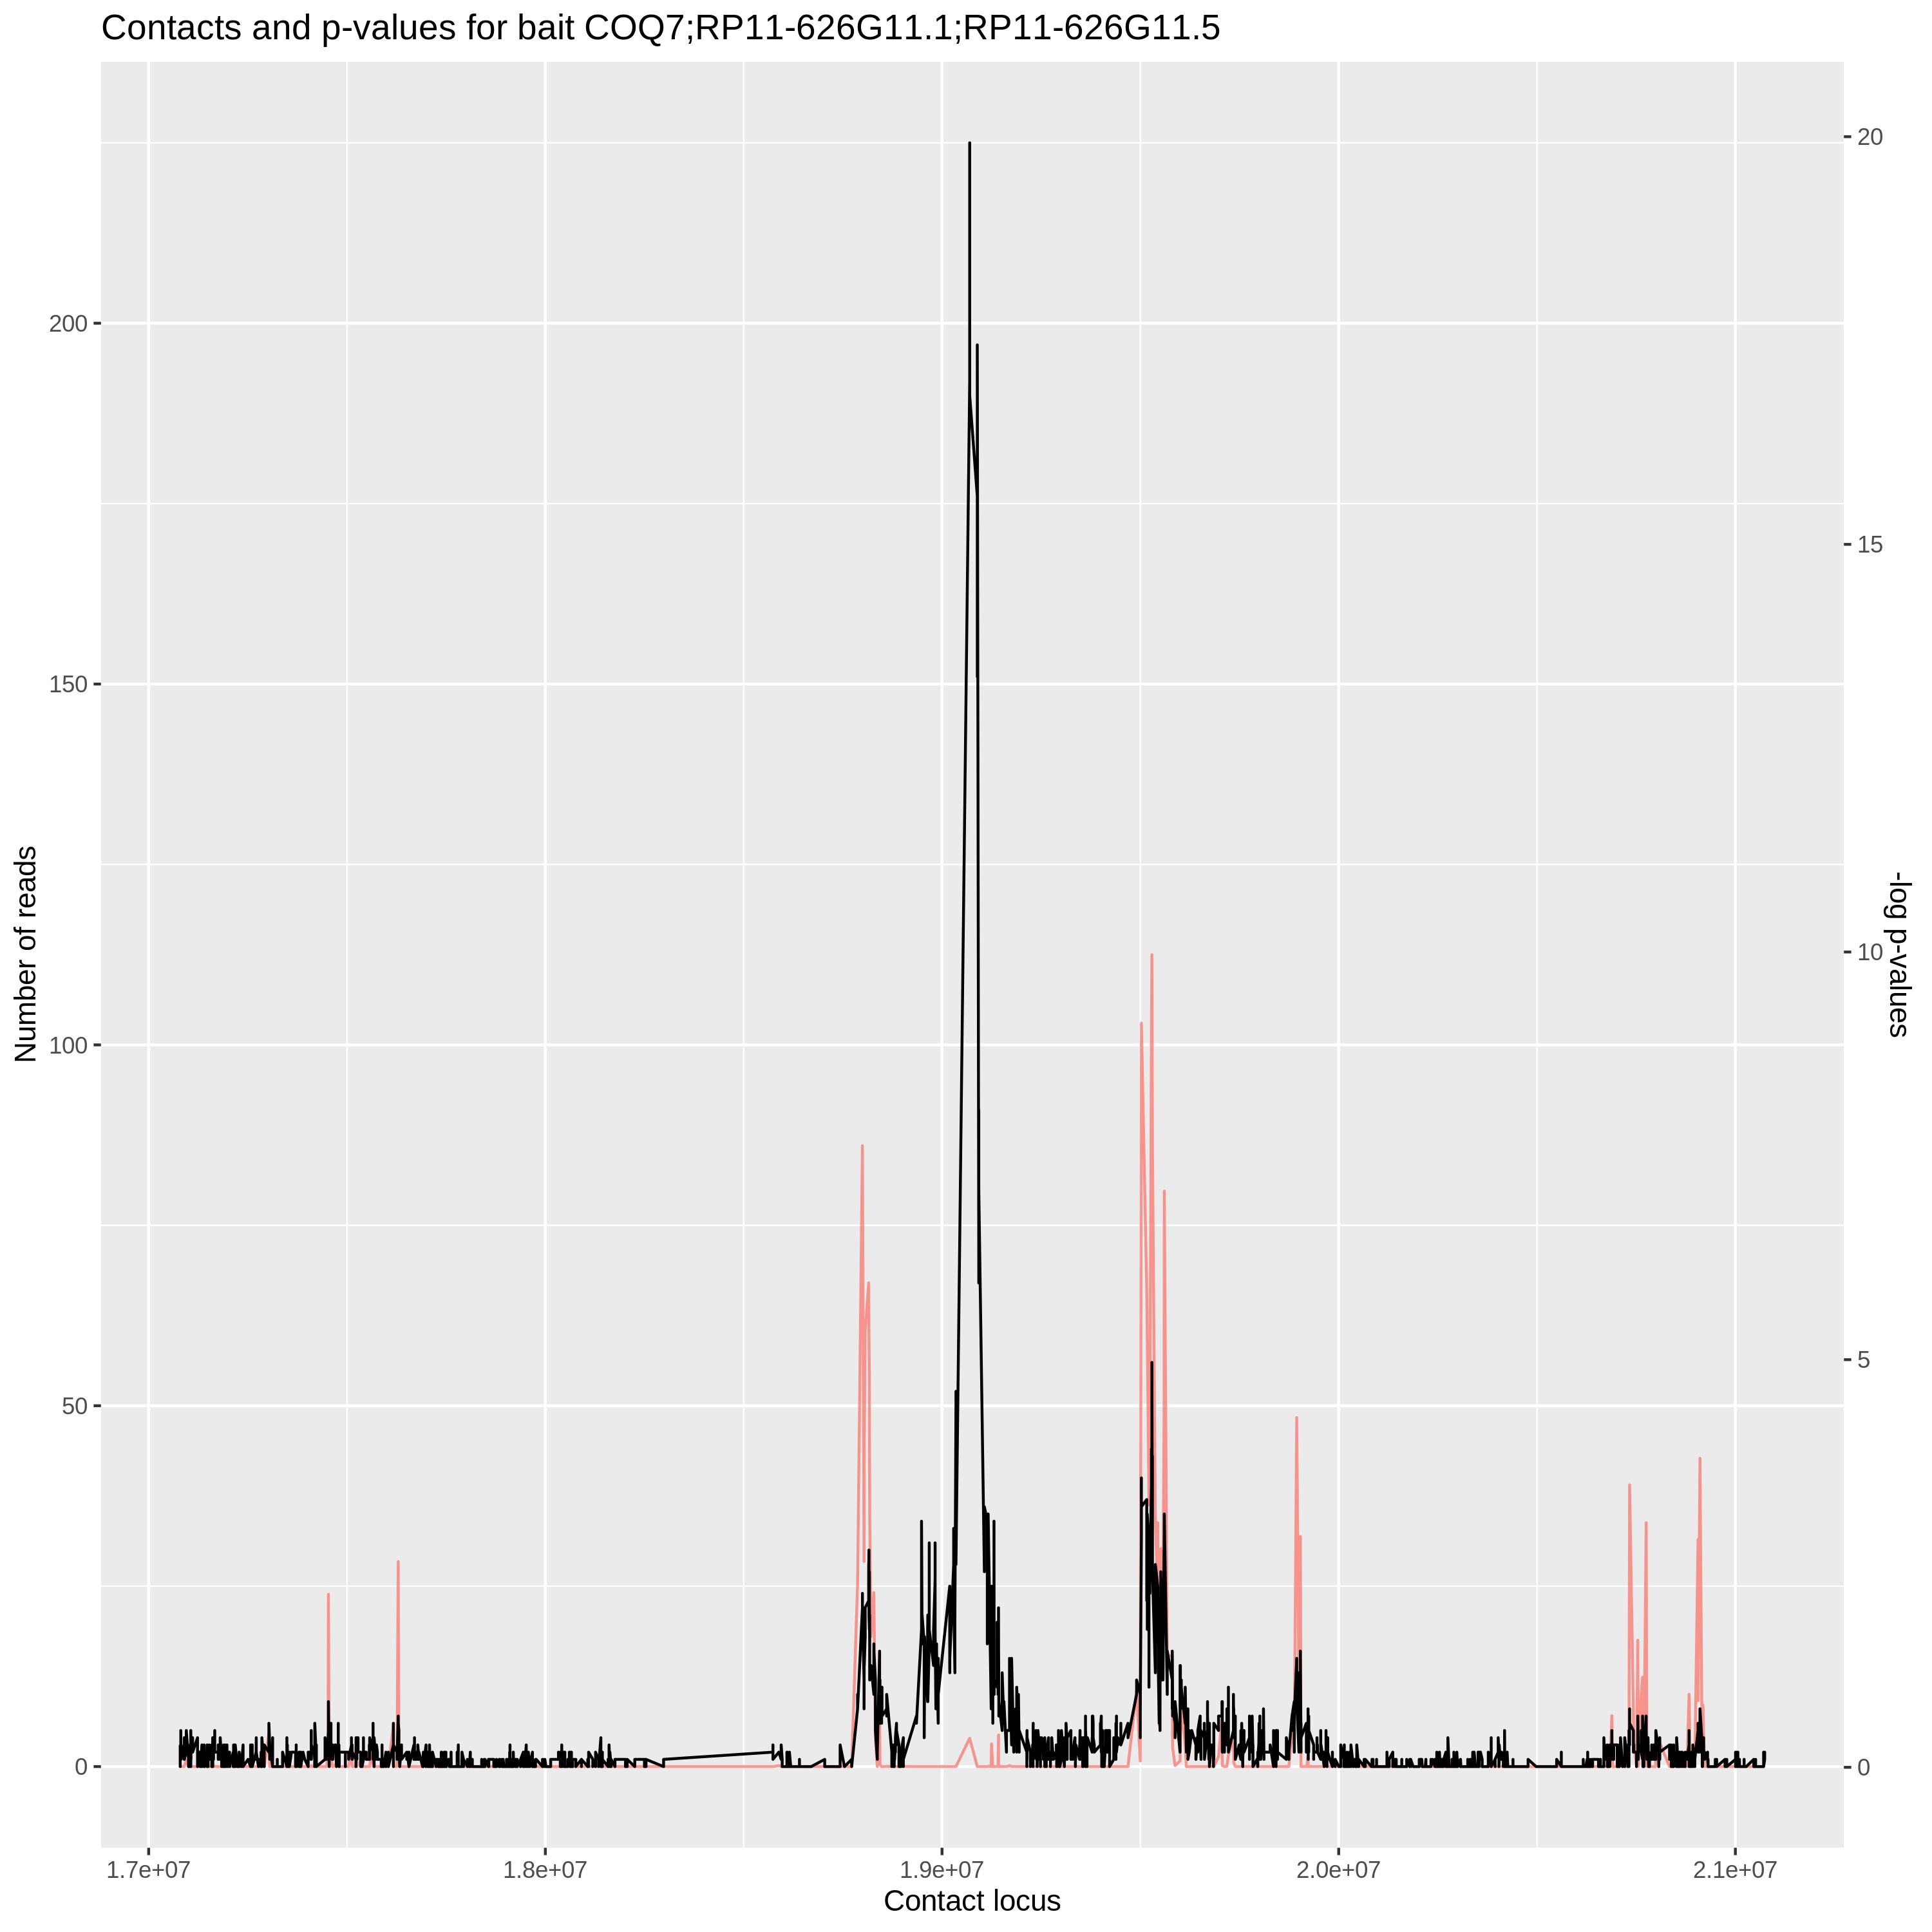 Contacts and p-values for bait COQ7;RP11-626G11.1;RP11-626G11.5
Number of reads
200
150
100
50
0
20
15
10
5
0
-log p-values
1.7e+07 1.8e+07 1.9e+07 2.0e+07 2.1e+07
Contact locus